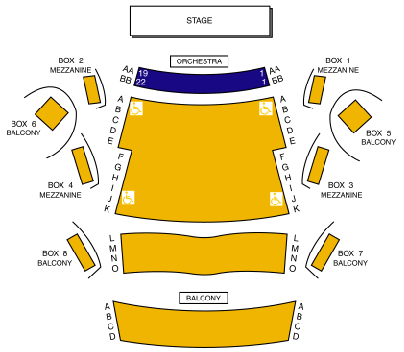 STAGE
ORCHESTRA
BOX 2
MEZZANINE
BOX 1
MEZZANINE
AA 19 1 AA
BB 22 1 BB
BOX 6
BALCONY
BOX 5
BALCONY
A A
B B
C C
D D
E E
F F
G G
H H
I I
J J
K K
BOX 4
MEZZANINE
BOX 3
MEZZANINE
L L
M M
N N
O O
BOX 8
BALCONY
BOX 7
BALCONY
BALCONY
A A
B B
C C
D D